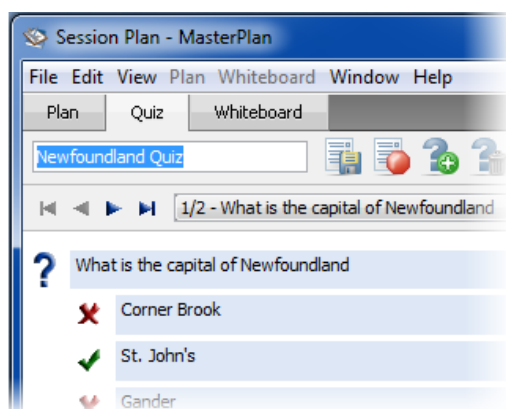 Session Plan - MasterPlan
File Edit View Plan Whiteboard Window Help
Plan Quiz Whiteboard
Newfoundland Quiz
1/2 - What is the capital of Newfoundland
What is the capital of Newfoundland
Corner Brook
St. John's
Gander